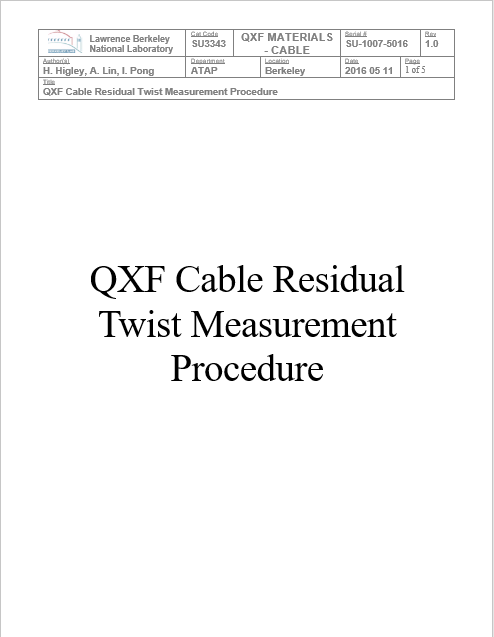 Lawrence Berkeley
National Laboratory
Cat Code
SU3343
QXF MATERIALS
- CABLE
Serial #
SU-1007-5016
Rev
1.0
Author(s)
H. Higley, A. Lin, I. Pong
Department
ATAP
Location
Berkeley
Date
2016 05 11
Page
1 of 5
Title
QXF Cable Residual Twist Measurement Procedure
QXF Cable Residual
Twist Measurement
Procedure